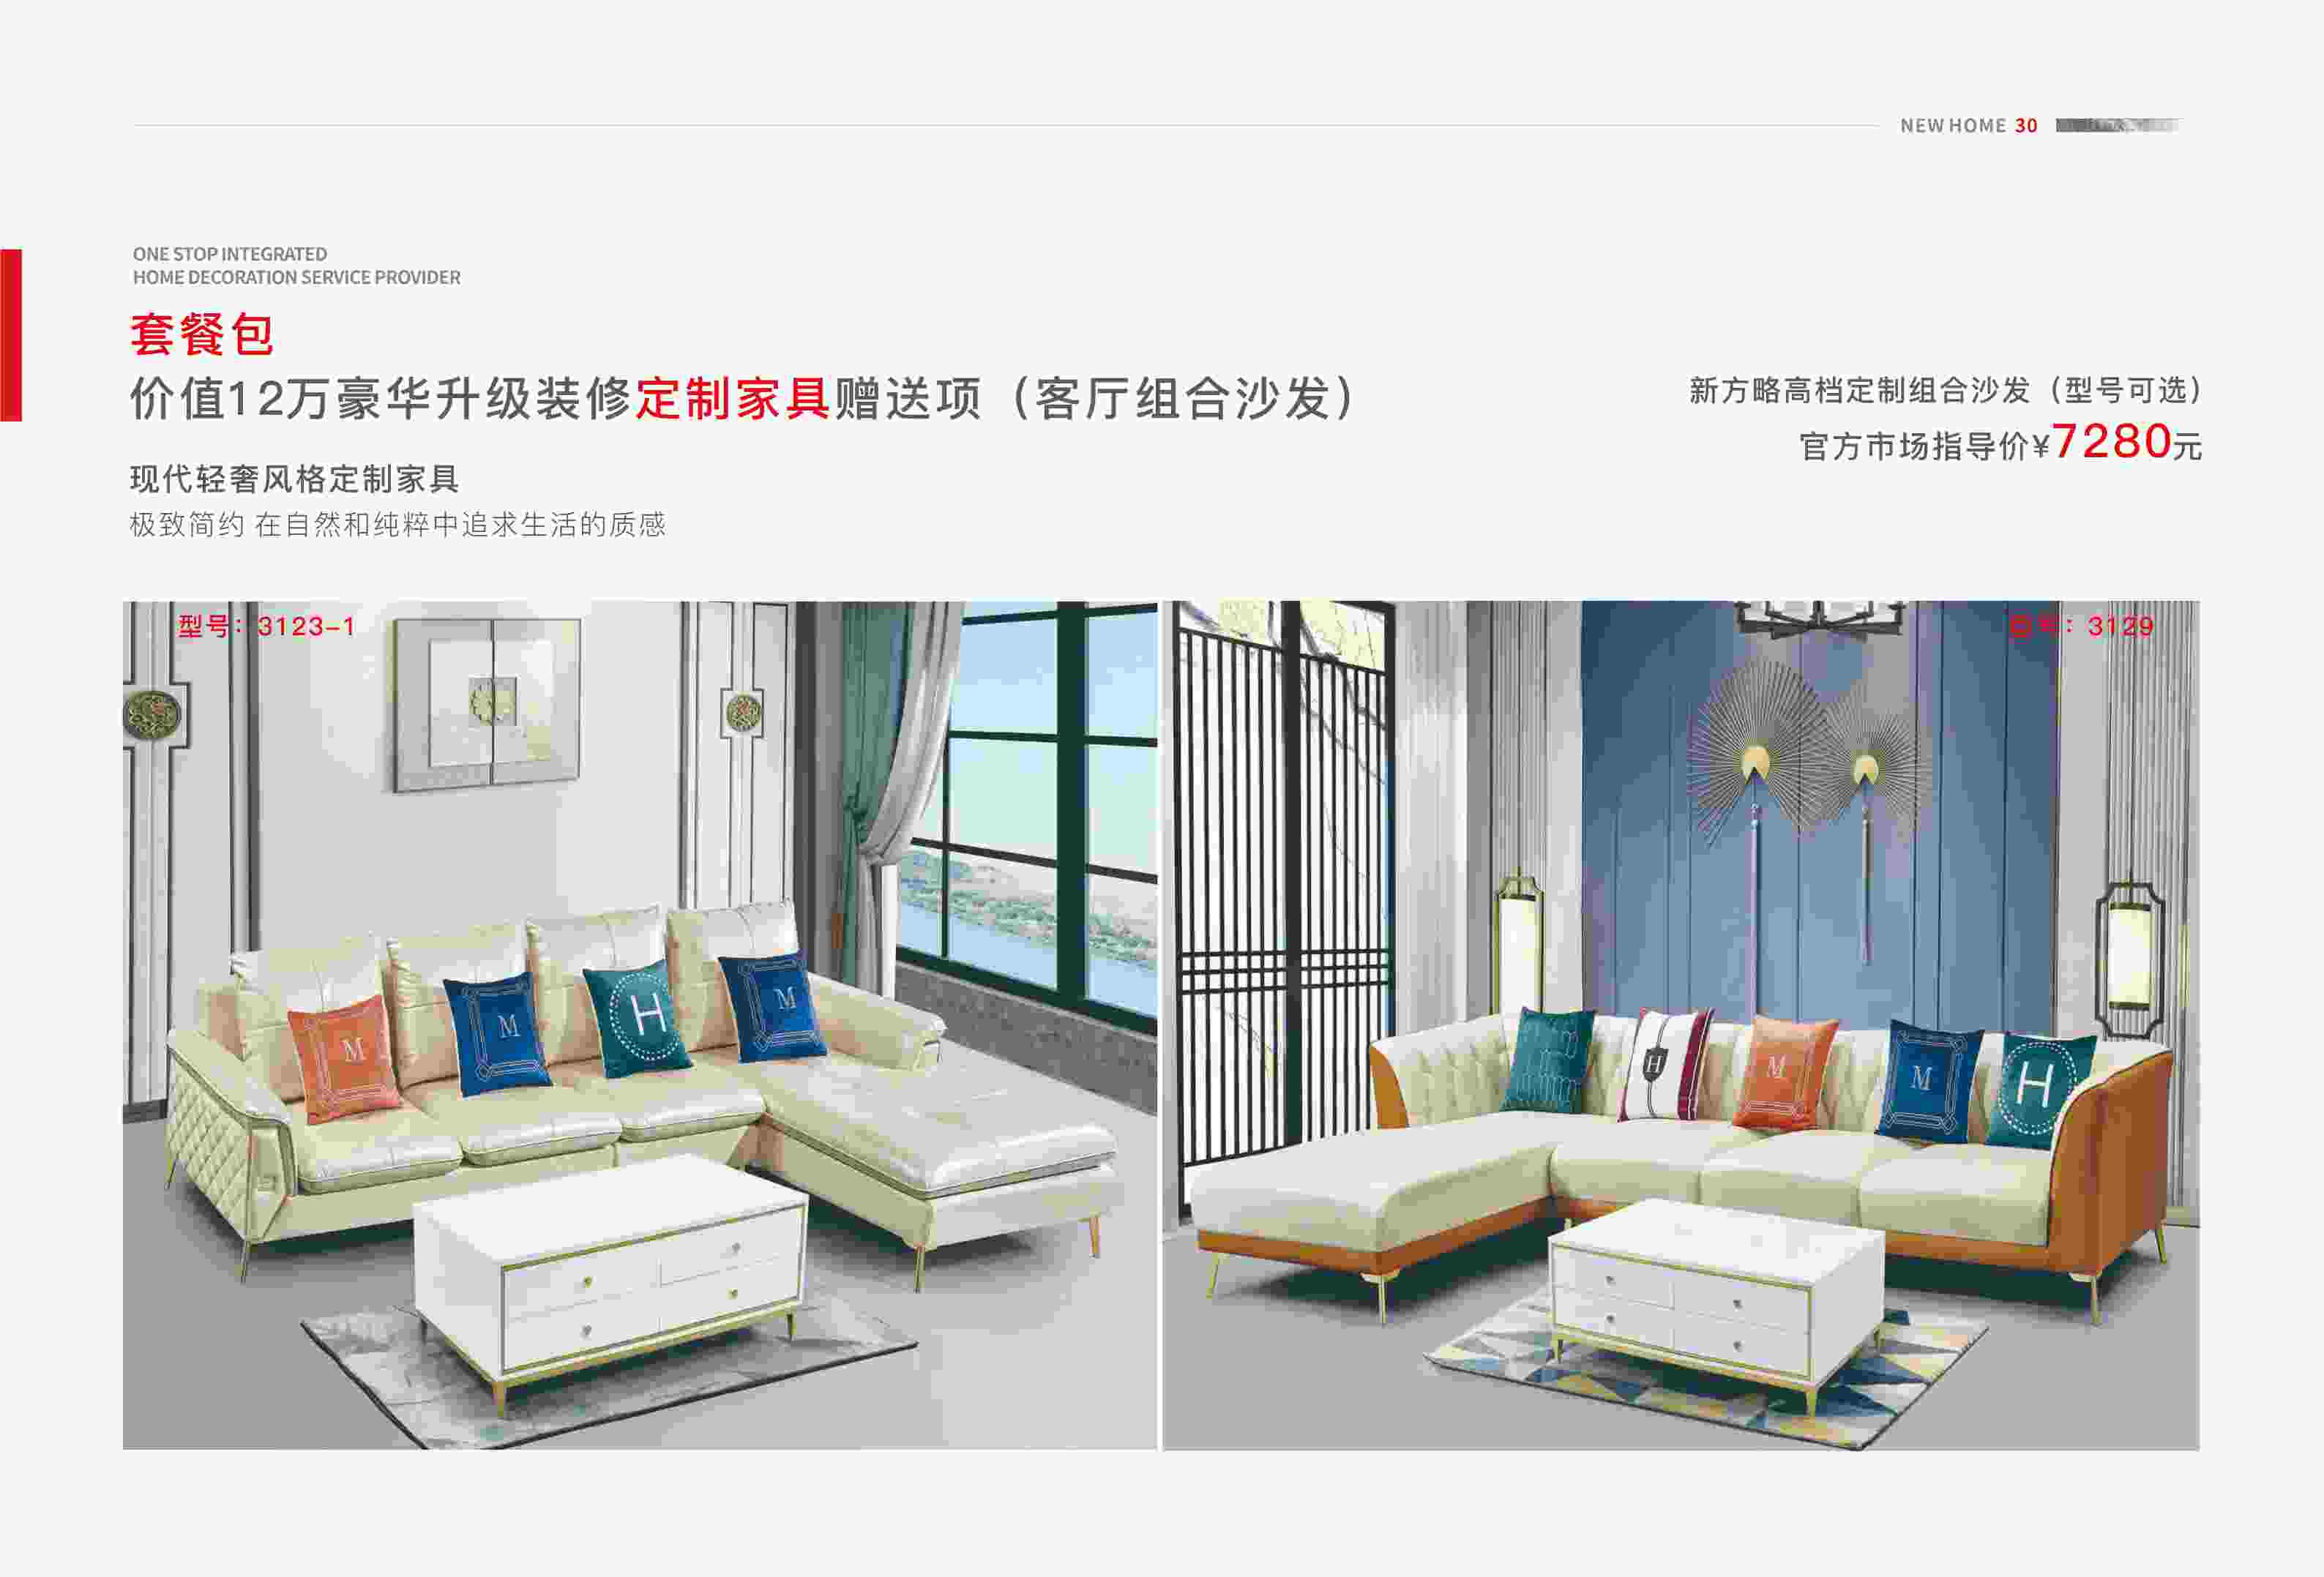 NEW HOME 30
ONE STOP INTEGRATED
HOME DECORATION SERVICE PROVIDER
套餐包
价值12万豪华升级装修定制家具赠送项（客厅组合沙发）
新方略高档定制组合沙发（型号可选）
官方市场指导价¥7280元
现代轻奢风格定制家具
极致简约 在自然和纯粹中追求生活的质感
型号：3123-1
型号：3129
M
M
H
M
H
M
M
H